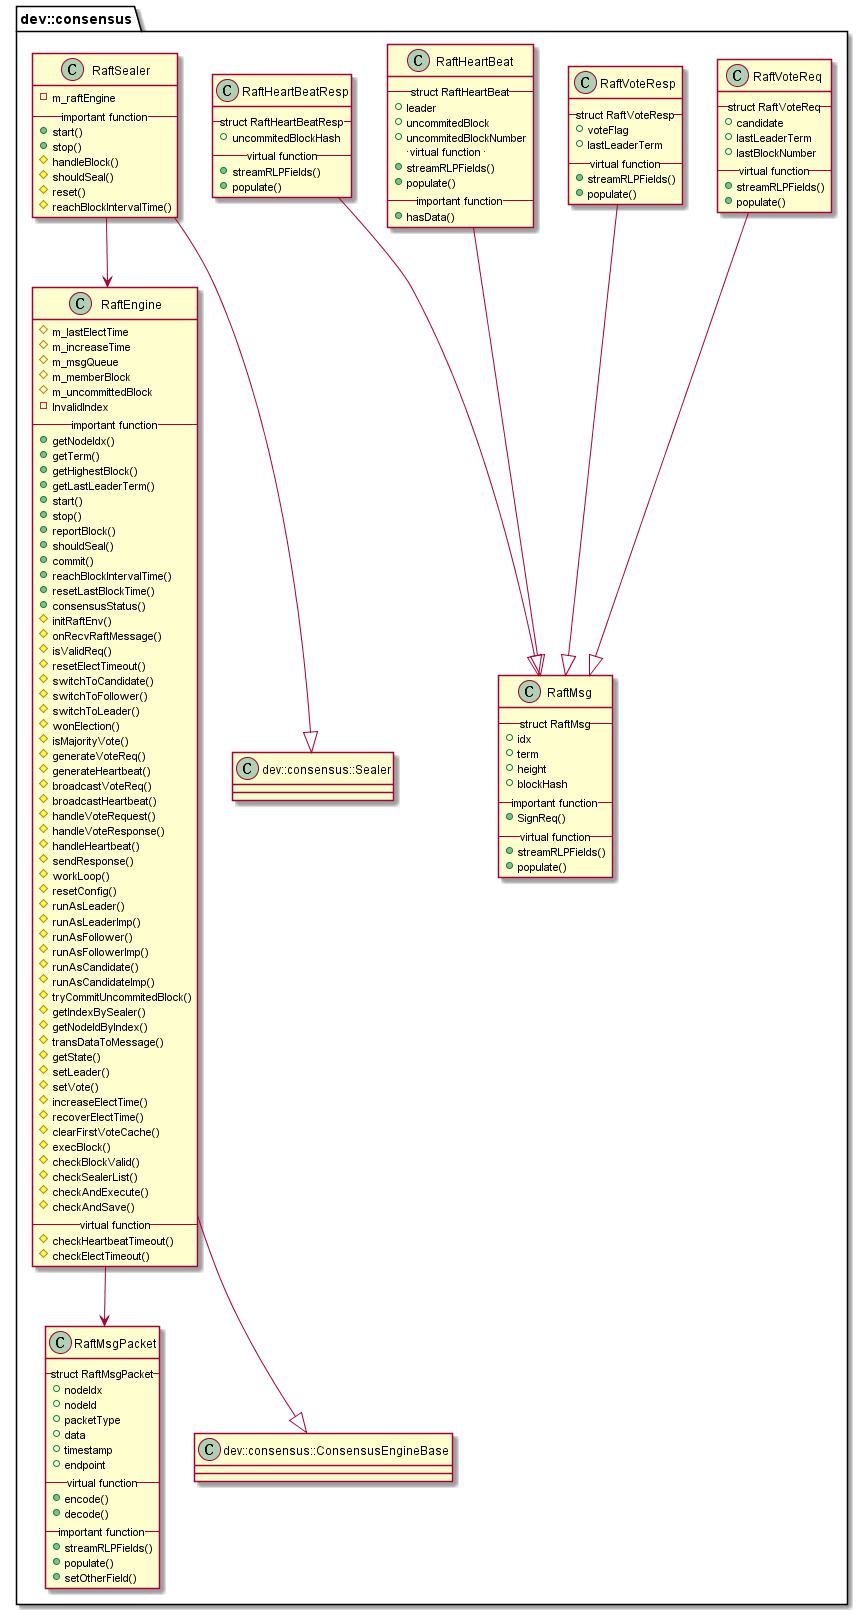 dev::consensus
C RaftSealer
m_raftEngine
important function
start()
stop()
handleBlock()
shouldSeal()
reset()
reachBlockIntervalTime()
C RaftHeartBeatResp
struct RaftHeartBeatResp
uncommitedBlockHash
virtual function
streamRLPFields()
populate()
C RaftHeartBeat
struct RaftHeartBeat
leader
uncommitedBlock
uncommitedBlockNumber
virtual function
streamRLPFields()
populate()
important function
hasData()
C RaftVoteResp
struct RaftVoteResp
voteFlag
lastLeaderTerm
virtual function
streamRLPFields()
populate()
C RaftVoteReq
struct RaftVoteReq
candidate
lastLeaderTerm
lastBlockNumber
virtual function
streamRLPFields()
populate()
C RaftEngine
m_lastElectTime
m_increaseTime
m_msgQueue
m_memberBlock
m_uncommittedBlock
InvalidIndex
important function
getNodeIdx()
getTerm()
getHighestBlock()
getLastLeaderTerm()
start()
stop()
reportBlock()
shouldSeal()
commit()
reachBlockIntervalTime()
resetLastBlockTime()
consensusStatus()
initRaftEnv()
onRecvRaftMessage()
isValidReq()
resetElectTimeout()
switchToCandidate()
switchToFollower()
switchToLeader()
wonElection()
isMajorityVote()
generateVoteReq()
generateHeartbeat()
broadcastVoteReq()
broadcastHeartbeat()
handleVoteRequest()
handleVoteResponse()
handleHeartbeat()
sendResponse()
workLoop()
resetConfig()
runAsLeader()
runAsLeaderImp()
runAsFollower()
runAsFollowerImp()
runAsCandidate()
runAsCandidateImp()
tryCommitUncommitedBlock()
getIndexBySealer()
getNodeIdByIndex()
transDataToMessage()
getState()
setLeader()
setVote()
increaseElectTime()
recoverElectTime()
clearFirstVoteCache()
execBlock()
checkBlockValid()
checkSealerList()
checkAndExecute()
checkAndSave()
virtual function
checkHeartbeatTimeout()
checkElectTimeout()
C dev::consensus::Sealer
C RaftMsg
struct RaftMsg
idx
term
height
blockHash
important function
SignReq()
virtual function
streamRLPFields()
populate()
C RaftMsgPacket
struct RaftMsgPacket
nodeIdx
nodeId
packetType
data
timestamp
endpoint
virtual function
encode()
decode()
important function
streamRLPFields()
populate()
setOtherField()
C dev::consensus::ConsensusEngineBase